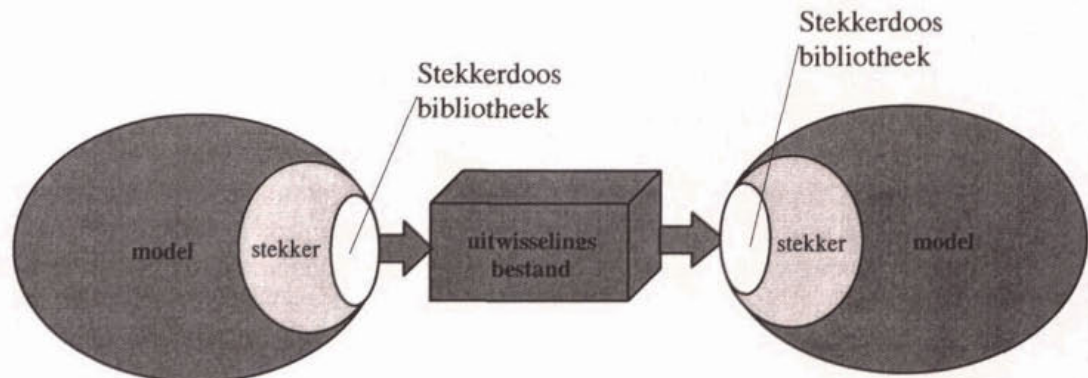 Stekkerdoos
bibliotheek
Stekkerdoos
bibliotheek
model
stekker
uitwisselings
bestand
stekker
model